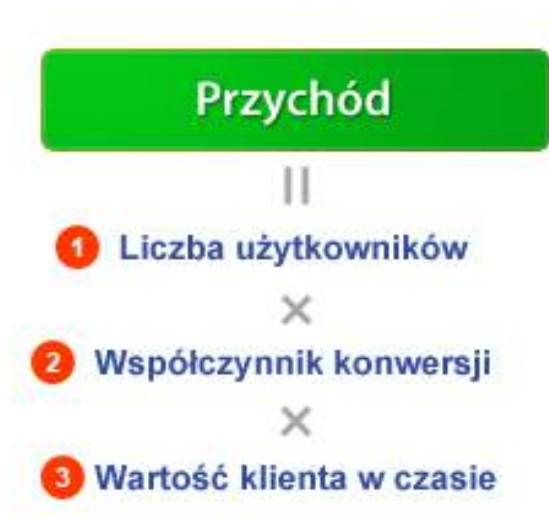 Przychód
=
1 Liczba użytkowników
×
2 Współczynnik konwersji
×
3 Wartość klienta w czasie